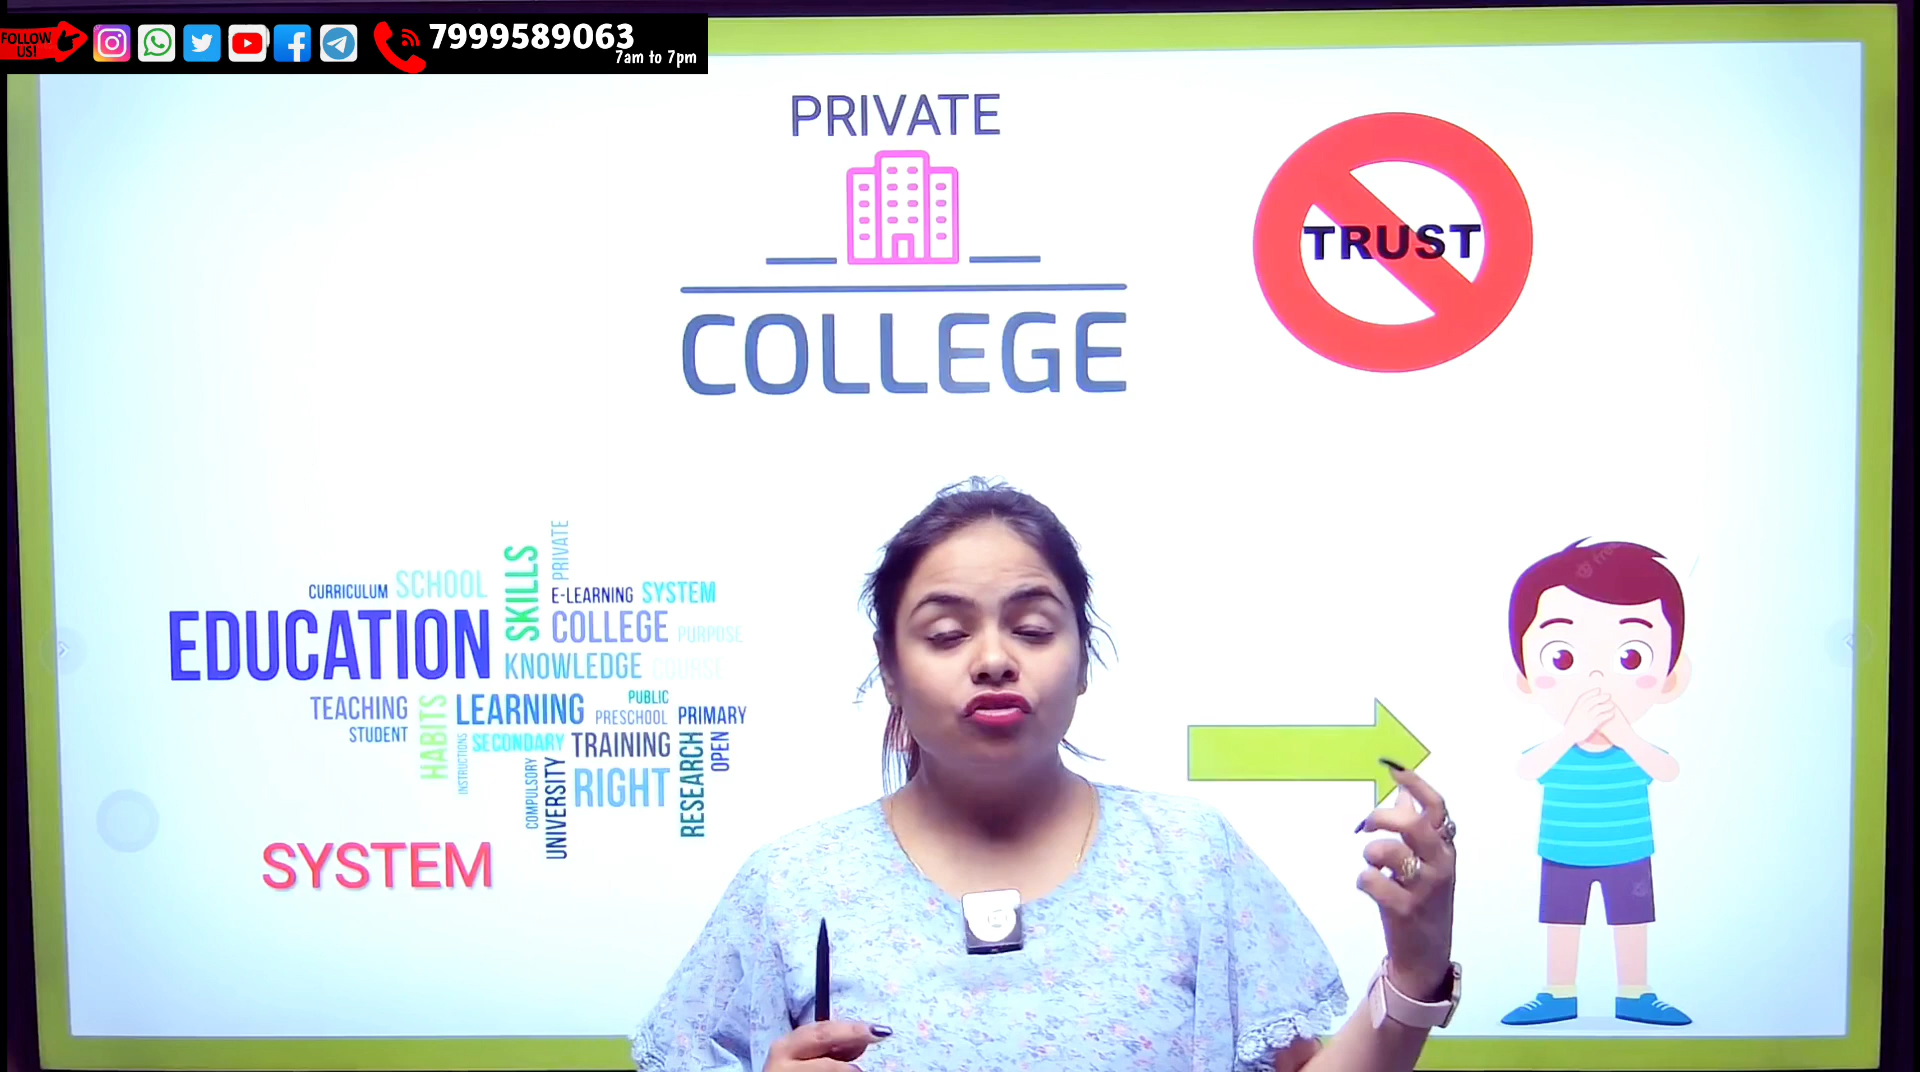 FOLLOW
US!
7999589063
7am to 7pm
PRIVATE
COLLEGE
TRUST
CURRICULUM
SCHOOL
SKILLS
PRIVATE
E-LEARNING
SYSTEM
EDUCATION
COLLEGE
PURPOSE
KNOWLEDGE
COURSE
TEACHING
HABITS
LEARNING
PUBLIC
PRESCHOOL
PRIMARY
STUDENT
INSTRUCTIONS
SECONDARY
TRAINING
RESEARCH
OPEN
COMPULSORY
UNIVERSITY
RIGHT
SYSTEM